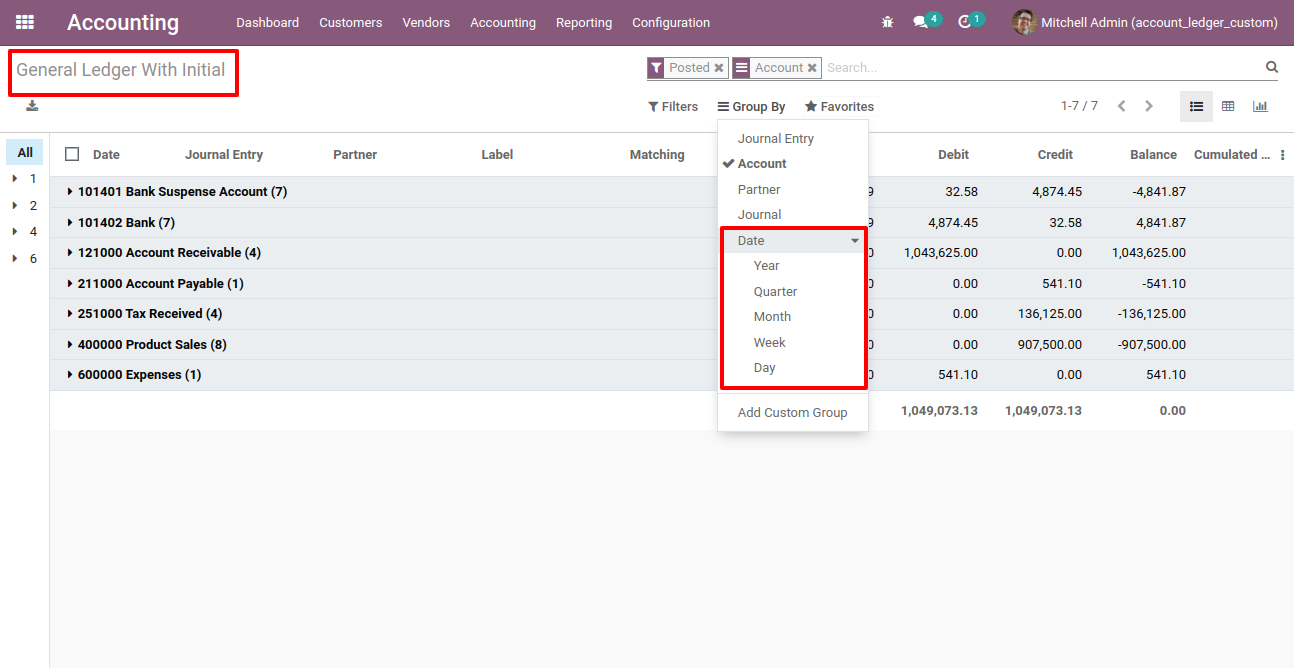 Accounting Dashboard Customers Vendors Accounting Reporting Configuration 4 1 Mitchell Admin (account_ledger_custom)
General Ledger With Initial Posted Account Search...
Filters Group By Favorites 1-7 / 7
All Date Journal Entry Partner Label Matching Debit Credit Balance Cumulated ...
Journal Entry
Account
Partner
Journal
Date
Year
Quarter
Month
Week
Day
Add Custom Group
1
2
4
6
101401 Bank Suspense Account (7) 9 32.58 4,874.45 -4,841.87
101402 Bank (7) 9 4,874.45 32.58 4,841.87
121000 Account Receivable (4) 0 1,043,625.00 0.00 1,043,625.00
211000 Account Payable (1) 0 0.00 541.10 -541.10
251000 Tax Received (4) 0 0.00 136,125.00 -136,125.00
400000 Product Sales (8) 0 0.00 907,500.00 -907,500.00
600000 Expenses (1) 0 541.10 0.00 541.10
1,049,073.13 1,049,073.13 0.00